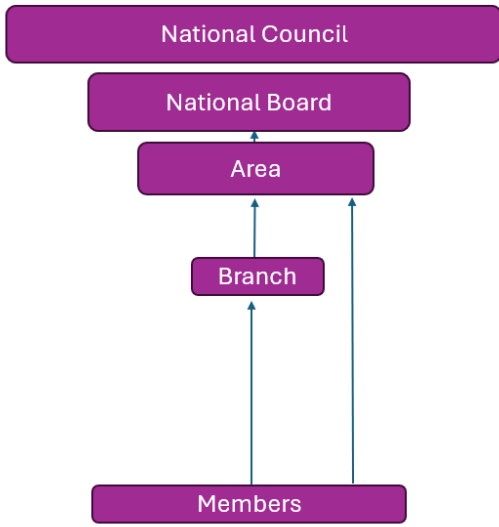 National Council
National Board
Area
Branch
Members